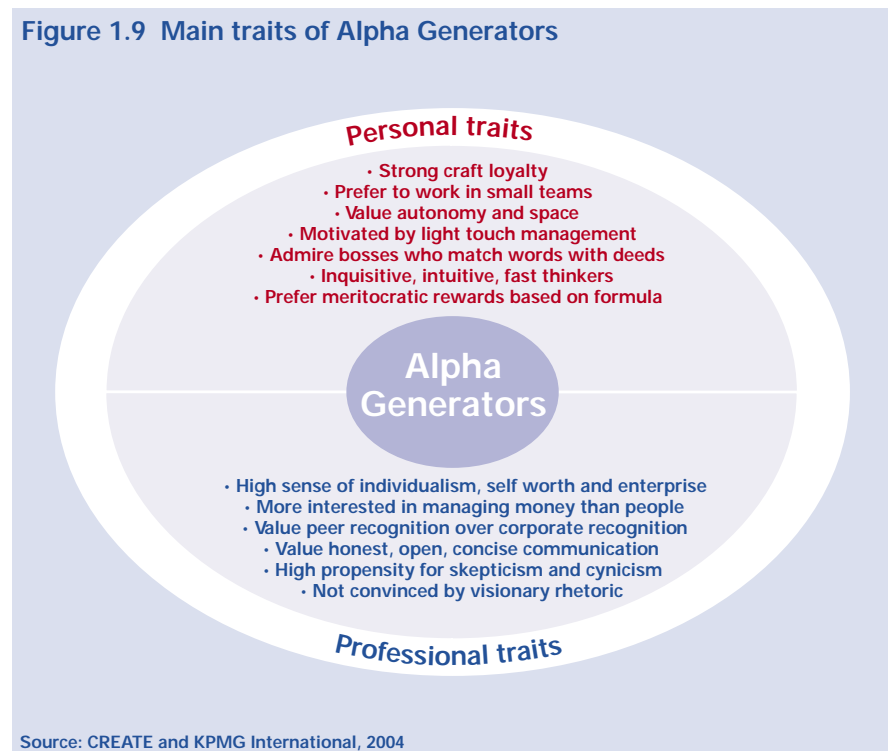 Figure 1.9 Main traits of Alpha Generators
Personal traits
• Strong craft loyalty
• Prefer to work in small teams
• Value autonomy and space
• Motivated by light touch management
• Admire bosses who match words with deeds
• Inquisitive, intuitive, fast thinkers
• Prefer meritocratic rewards based on formula
Alpha
Generators
• High sense of individualism, self worth and enterprise
• More interested in managing money than people
• Value peer recognition over corporate recognition
• Value honest, open, concise communication
• High propensity for skepticism and cynicism
• Not convinced by visionary rhetoric
Professional traits
Source: CREATE and KPMG International, 2004